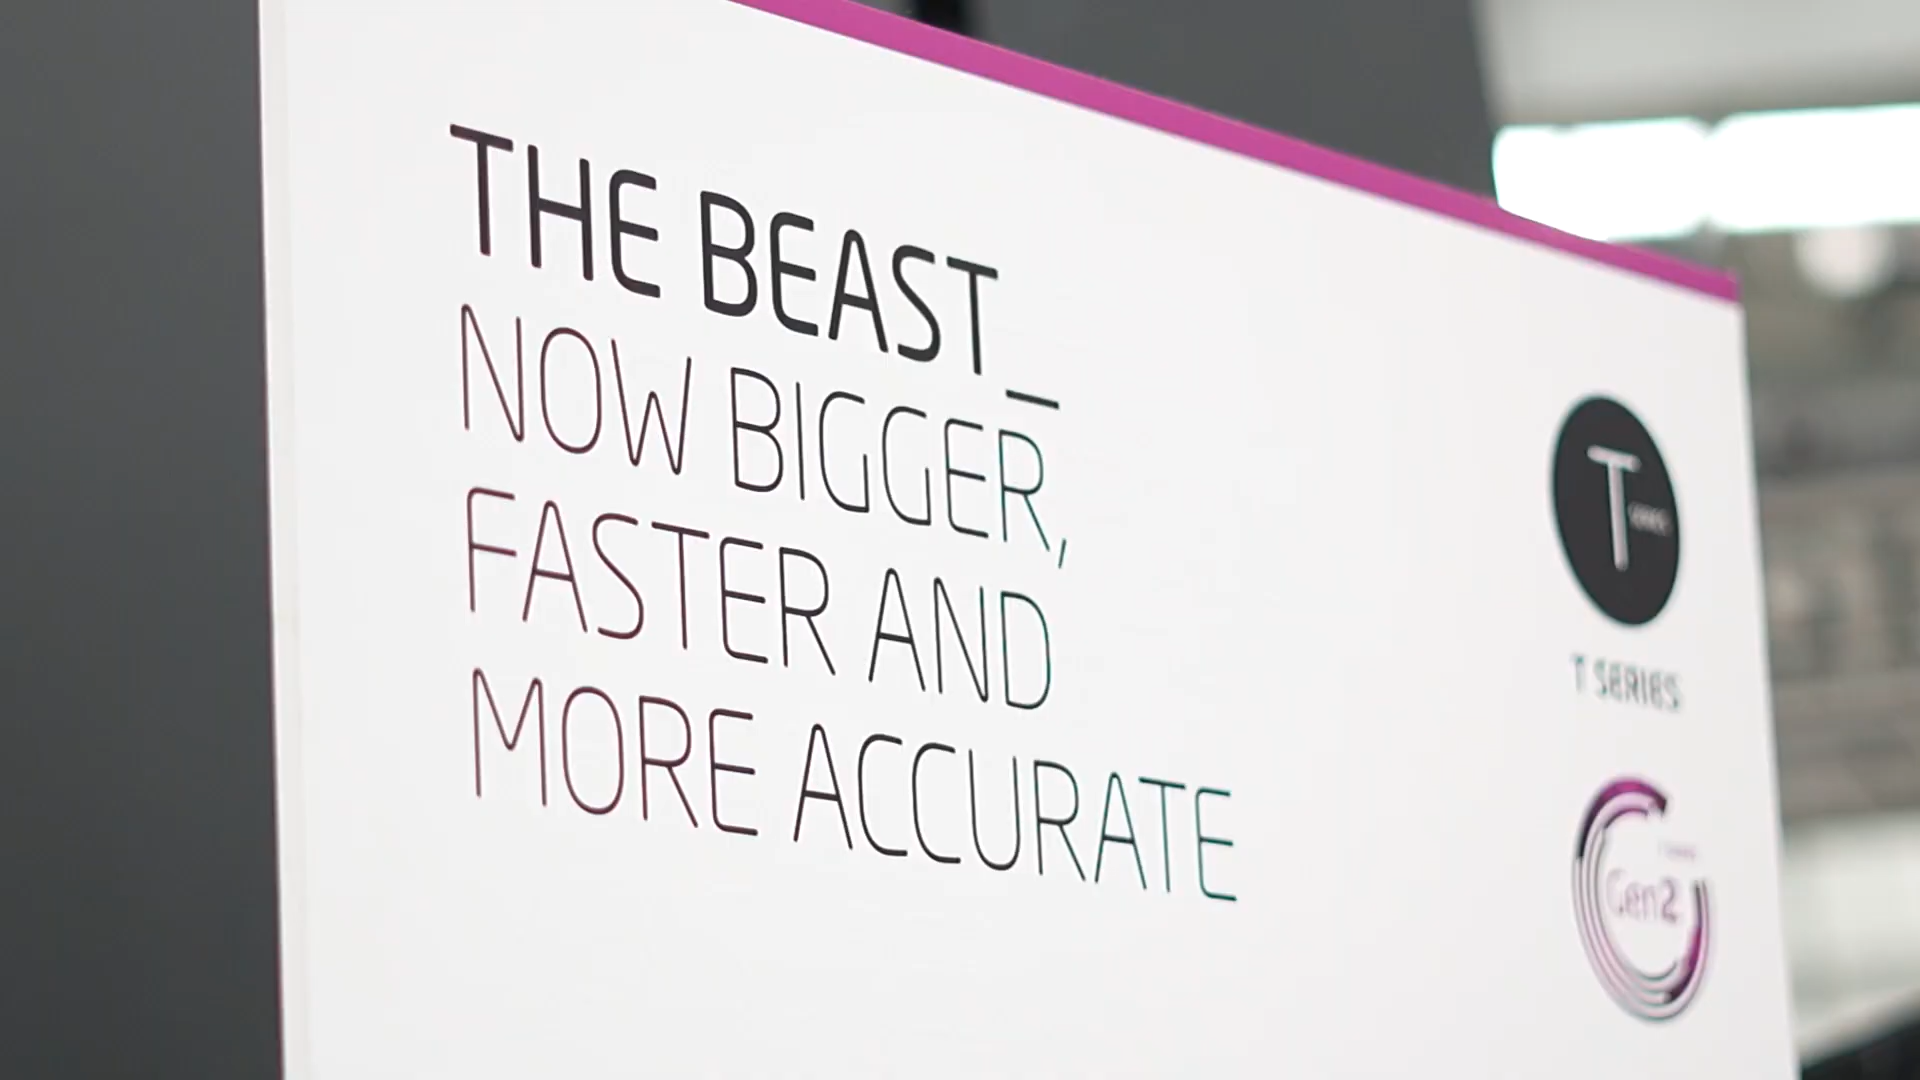 THE BEAST_
NOW BIGGER,
FASTER AND
MORE ACCURATE
T
T SERIES
Gen2